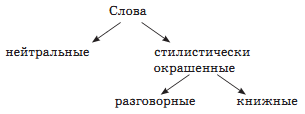 Слова
нейтральные стилистически
окрашенные
разговорные книжные